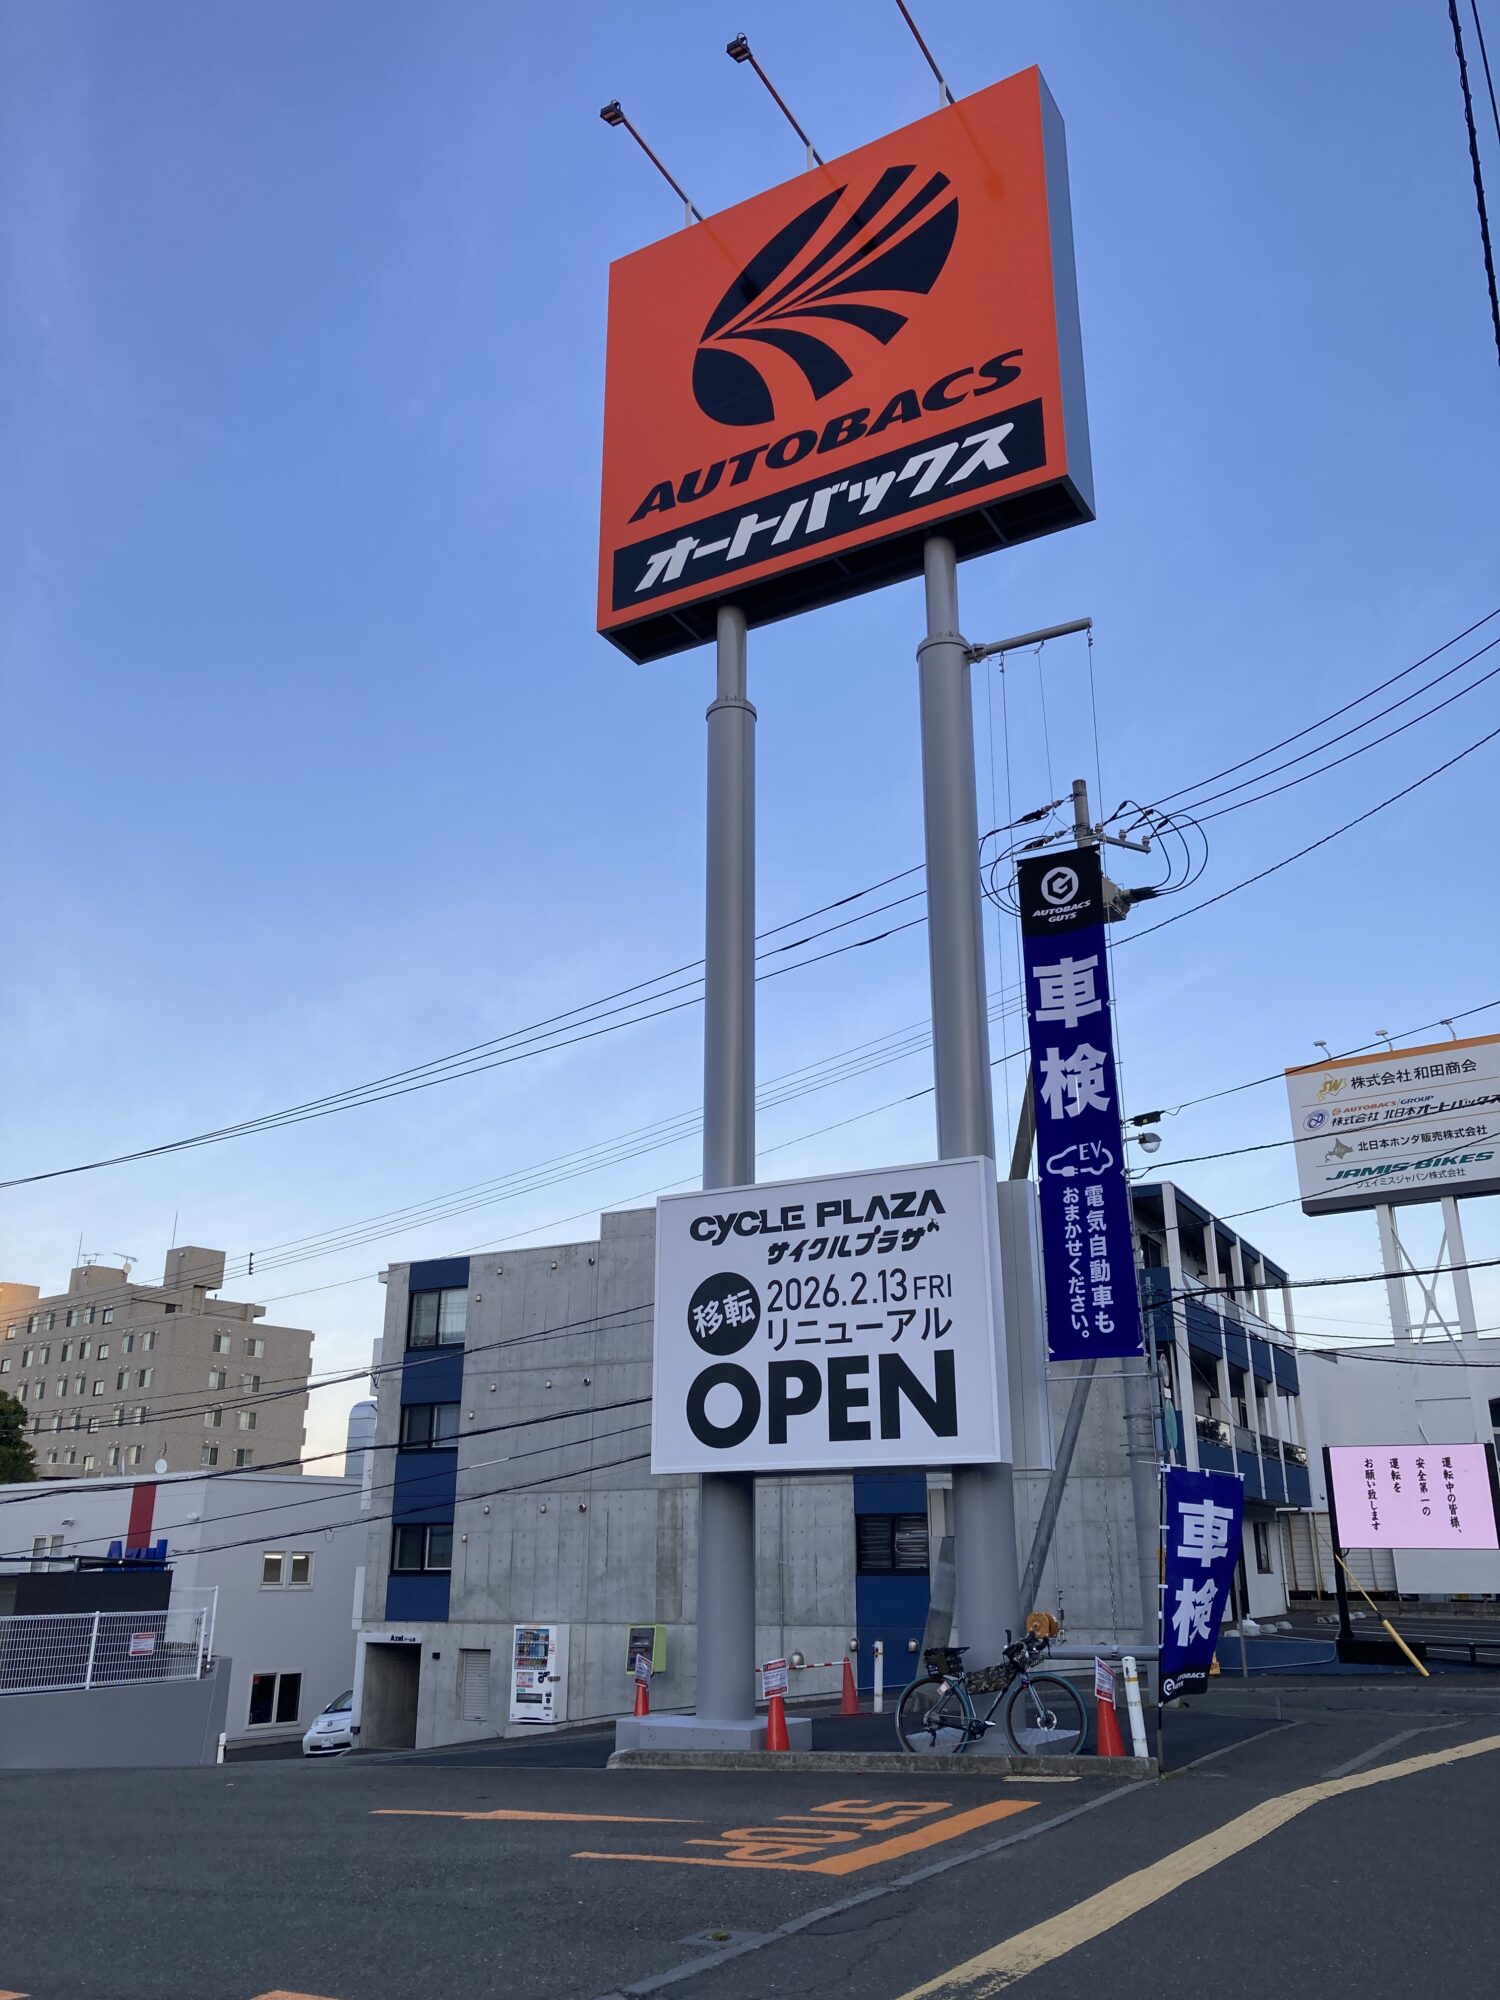 AUTOBACS
オートバックス
AUTOBACS
GUYS
車検
EV
電気自動車も
おまかせください。
SW
株式会社 和田商会
AUTOBACS GROUP
株式会社 北日本オートバックス
北日本ホンダ販売株式会社
JAMIS BIKES
ジェイミスジャパン株式会社
CYCLE PLAZA
サイクルプラザ
移転
2026.2.13 FRI
リニューアル
OPEN
運転中の皆様、
安全第一の
運転を
お願い致します
車検
AUTOBACS
GUYS
Azel
STOP